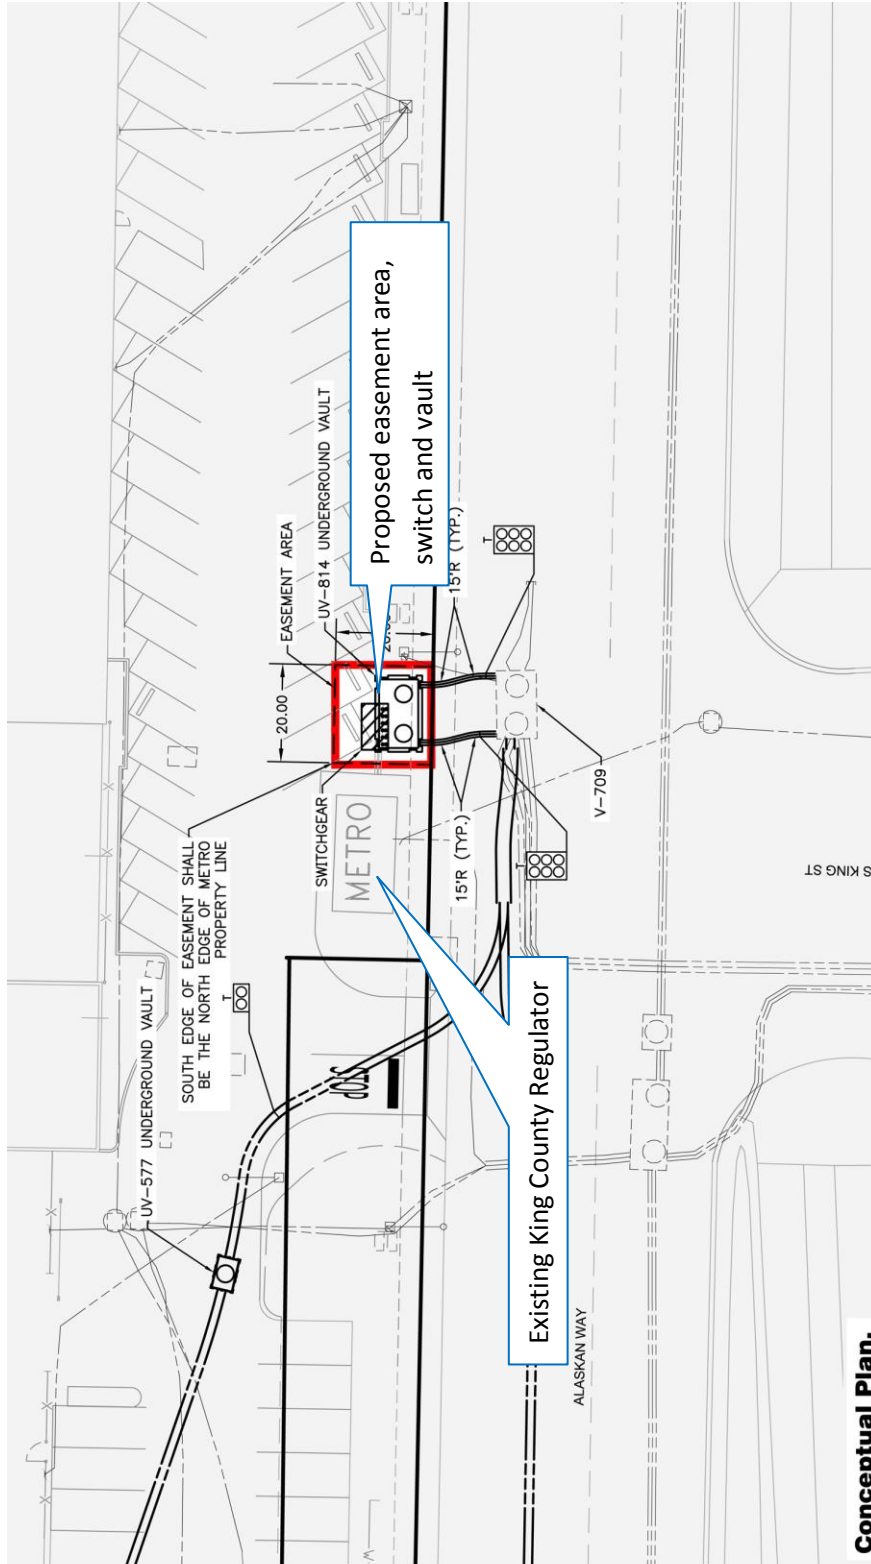 UV-577 UNDERGROUND VAULT
SOUTH EDGE OF EASEMENT SHALL
BE THE NORTH EDGE OF METRO
PROPERTY LINE
T
SWITCHGEAR
20.00
EASEMENT AREA
UV-814 UNDERGROUND VAULT
Proposed easement area,
switch and vault
METRO
15'R (TYP.)
15'R (TYP.)
T
T
V-709
Existing King County Regulator
STOP
S KING ST
ALASKAN WAY
X
X
X
X
X
W
Conceptual Plan.